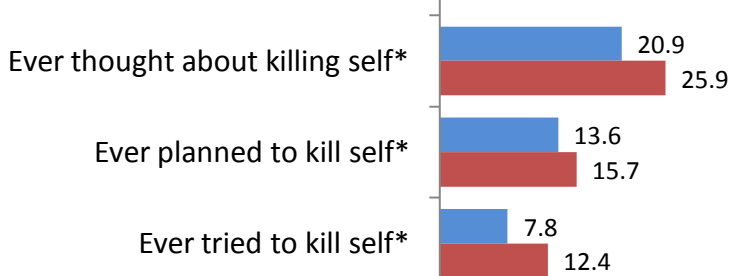 Ever thought about killing self*
20.9
25.9
Ever planned to kill self*
13.6
15.7
Ever tried to kill self*
7.8
12.4